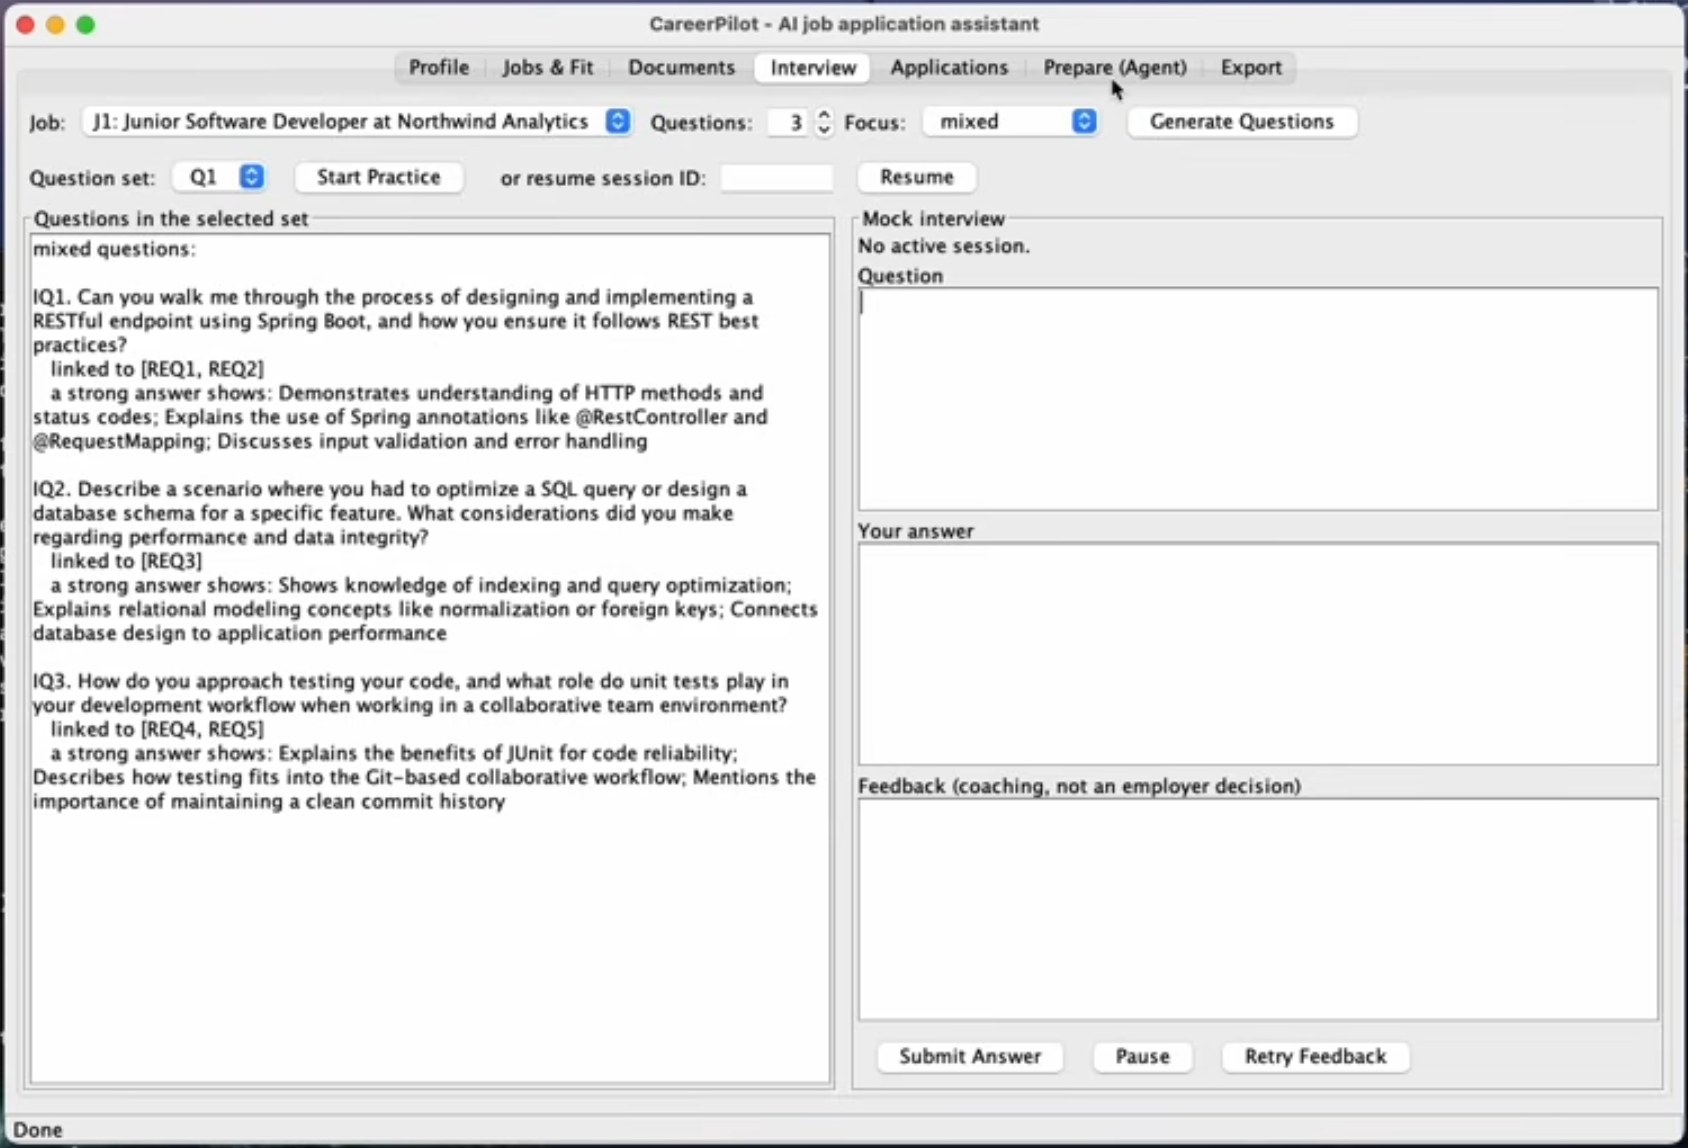 CareerPilot - AI job application assistant
Profile Jobs & Fit Documents Interview Applications Prepare (Agent) Export
Job: J1: Junior Software Developer at Northwind Analytics Questions: 3 Focus: mixed Generate Questions
Question set: Q1 Start Practice or resume session ID: Resume
Questions in the selected set
mixed questions:
IQ1. Can you walk me through the process of designing and implementing a
RESTful endpoint using Spring Boot, and how you ensure it follows REST best
practices?
linked to [REQ1, REQ2]
a strong answer shows: Demonstrates understanding of HTTP methods and
status codes; Explains the use of Spring annotations like @RestController and
@RequestMapping; Discusses input validation and error handling
IQ2. Describe a scenario where you had to optimize a SQL query or design a
database schema for a specific feature. What considerations did you make
regarding performance and data integrity?
linked to [REQ3]
a strong answer shows: Shows knowledge of indexing and query optimization;
Explains relational modeling concepts like normalization or foreign keys; Connects
database design to application performance
IQ3. How do you approach testing your code, and what role do unit tests play in
your development workflow when working in a collaborative team environment?
linked to [REQ4, REQ5]
a strong answer shows: Explains the benefits of JUnit for code reliability;
Describes how testing fits into the Git-based collaborative workflow; Mentions the
importance of maintaining a clean commit history
Mock interview
No active session.
Question
Your answer
Feedback (coaching, not an employer decision)
Submit Answer Pause Retry Feedback
Done